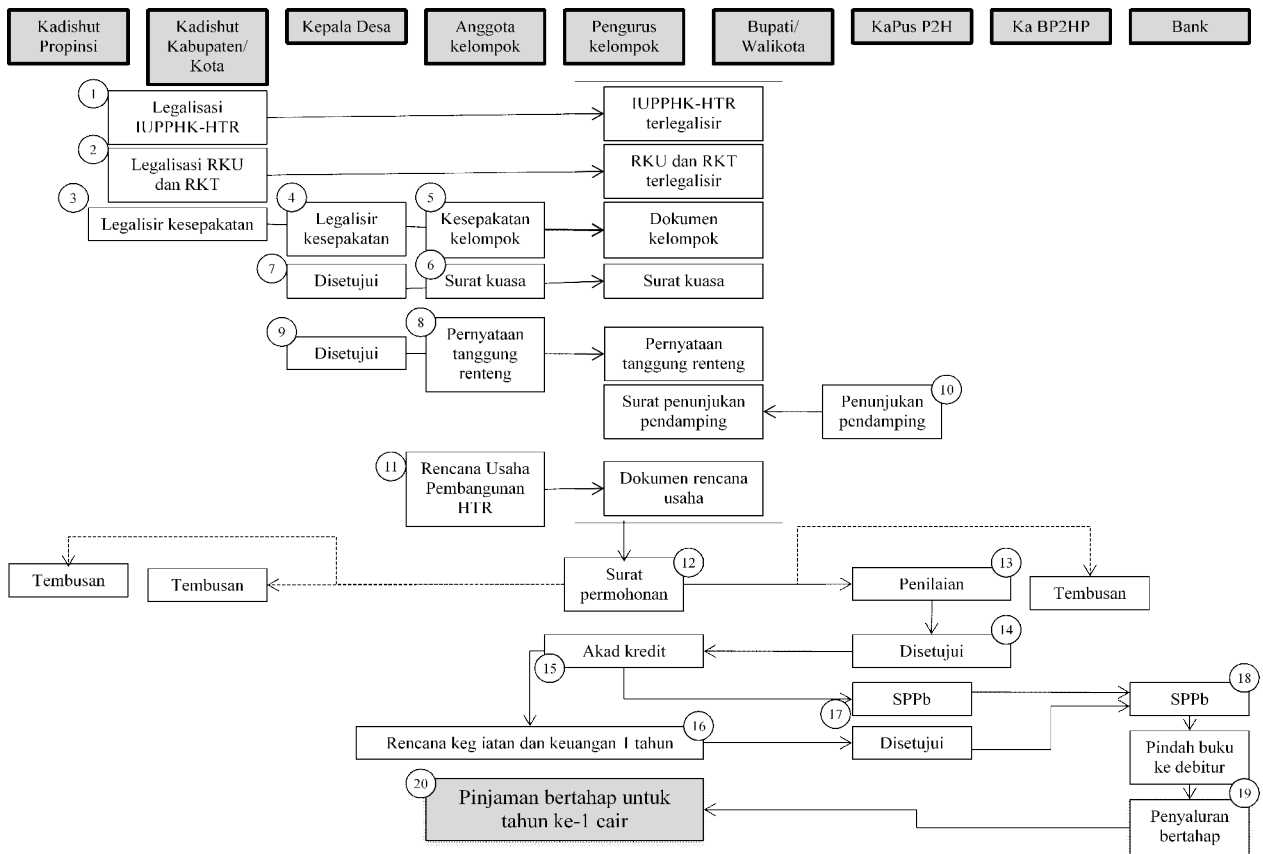 Kadishut
Propinsi
Kadishut
Kabupaten/
Kota
Kepala Desa
Anggota
kelompok
Pengurus
kelompok
Bupati/
Walikota
KaPus P2H
Ka BP2HP
Bank
1
Legalisasi
IUPPHK-HTR
IUPPHK-HTR
terlegalisir
2
Legalisasi RKU
dan RKT
RKU dan RKT
terlegalisir
3
Legalisir kesepakatan
4
Legalisir
kesepakatan
5
Kesepakatan
kelompok
Dokumen
kelompok
7
Disetujui
6
Surat kuasa
Surat kuasa
9
Disetujui
8
Pernyataan
tanggung
renteng
Pernyataan
tanggung renteng
Surat penunjukan
pendamping
10
Penunjukan
pendamping
11
Rencana Usaha
Pembangunan
HTR
Dokumen rencana
usaha
Tembusan
Tembusan
12
Surat
permohonan
13
Penilaian
Tembusan
14
Disetujui
Akad kredit
15
17
SPPb
18
SPPb
16
Rencana keg iatan dan keuangan 1 tahun
Disetujui
Pindah buku
ke debitur
20
Pinjaman bertahap untuk
tahun ke-1 cair
19
Penyaluran
bertahap